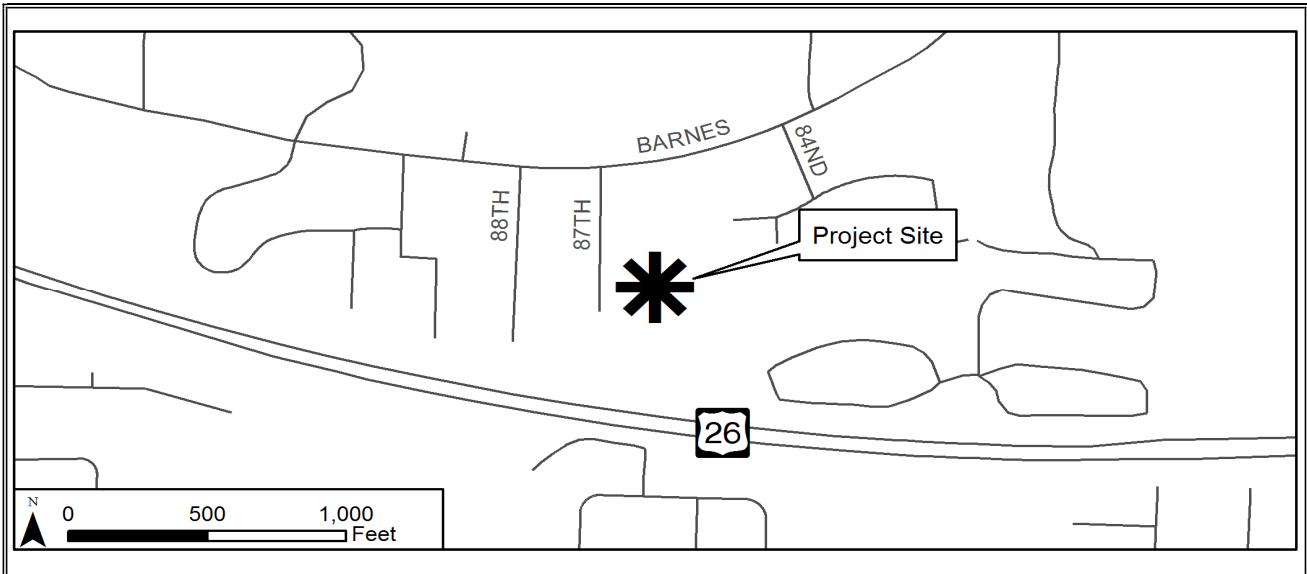 BARNES
84ND
88TH
87TH
Project Site
26
N
0 500 1,000
Feet